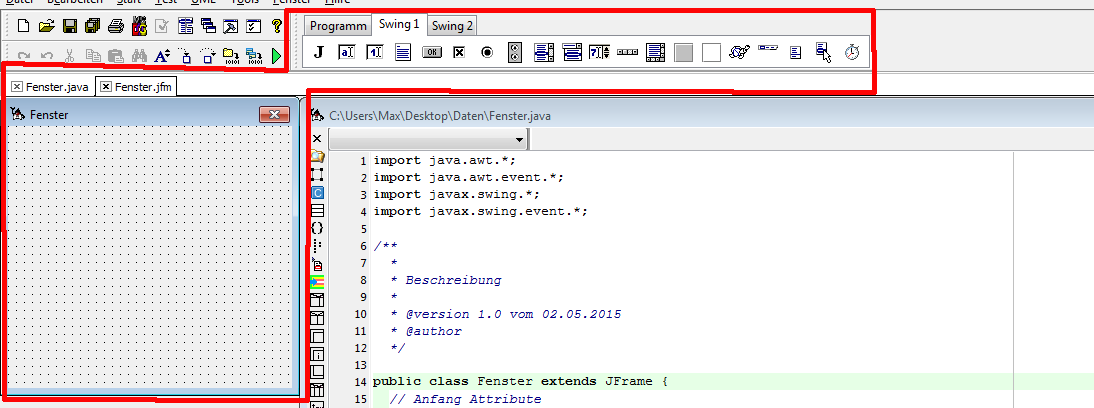 Datei Bearbeiten Start Test UML Tools Fenster Hilfe
Programm Swing 1 Swing 2
J a 1 OK ?
Fenster.java Fenster.jfm
Fenster
C:\Users\Max\Desktop\Daten\Fenster.java
1 import java.awt.*;
2 import java.awt.event.*;
3 import javax.swing.*;
4 import javax.swing.event.*;
5
6 /**
7 *
8 * Beschreibung
9 *
10 * @version 1.0 vom 02.05.2015
11 * @author
12 */
13
14 public class Fenster extends JFrame {
15 // Anfang Attribute